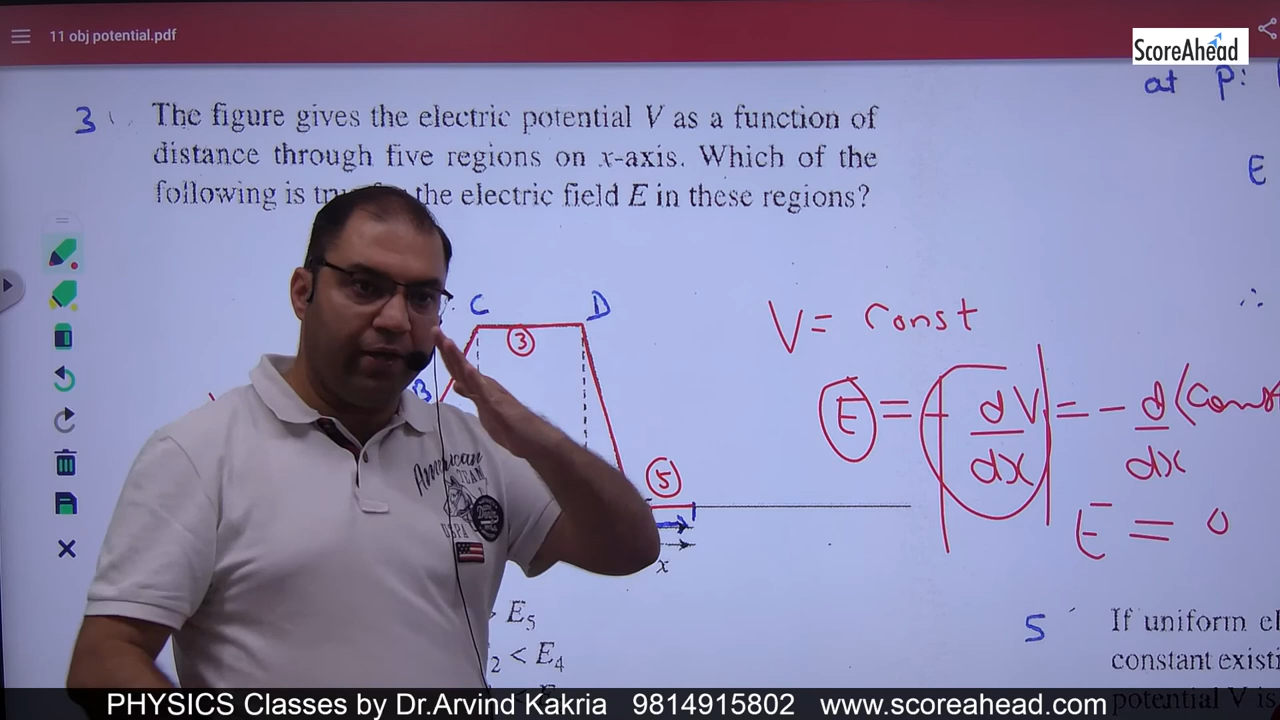 11 obj potential.pdf
ScoreAhead
at P:
3
The figure gives the electric potential V as a function of
distance through five regions on x-axis. Which of the
following is the electric field E in these regions?
E
C D
③
B
V = Const
E = - dV/dx = - d/dx (Const
E = 0
∴
⑤
x
> E₅
₂ < E₄
5
If uniform el
constant existi
potential V is
American
TEAM
USPA
PHYSICS Classes by Dr.Arvind Kakria 9814915802 www.scoreahead.com